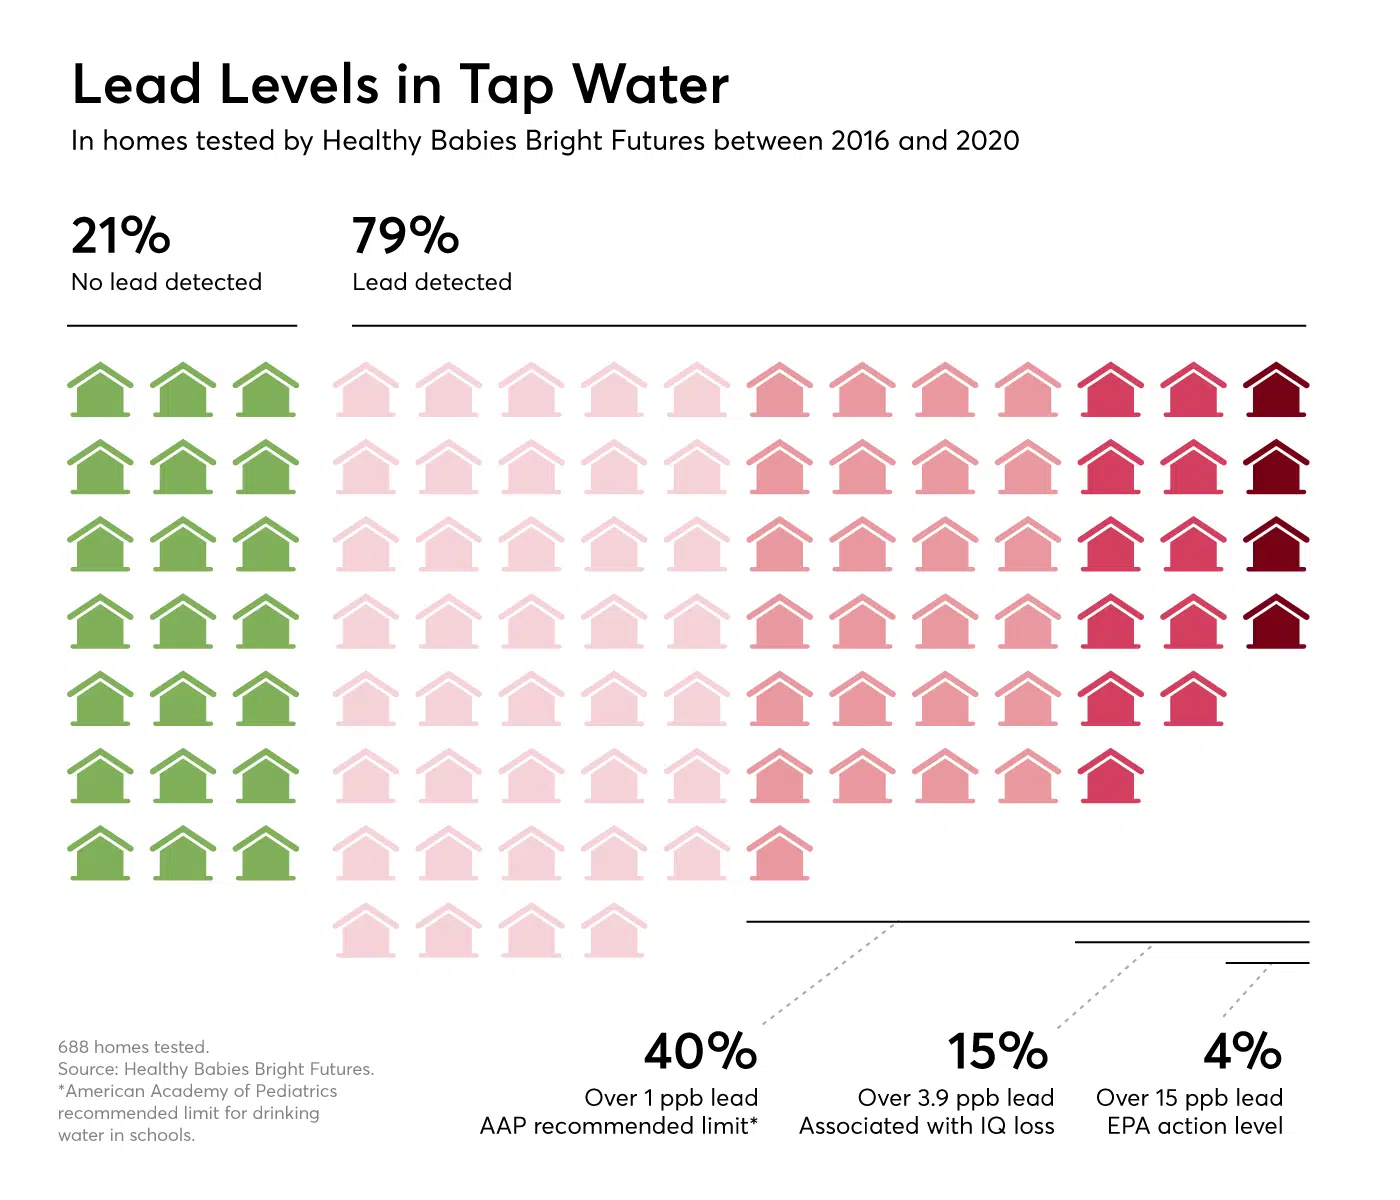 Lead Levels in Tap Water
In homes tested by Healthy Babies Bright Futures between 2016 and 2020
21%
No lead detected
79%
Lead detected
40%
Over 1 ppb lead
AAP recommended limit*
15%
Over 3.9 ppb lead
Associated with IQ loss
4%
Over 15 ppb lead
EPA action level
688 homes tested.
Source: Healthy Babies Bright Futures.
*American Academy of Pediatrics
recommended limit for drinking
water in schools.